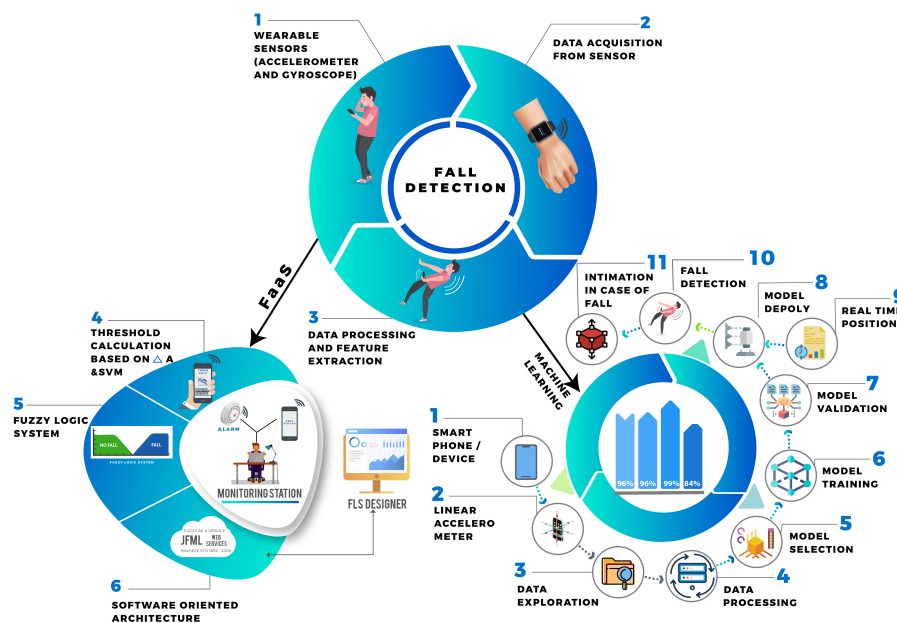 1
WEARABLE
SENSORS
(ACCELEROMETER
AND GYROSCOPE)
2
DATA ACQUISITION
FROM SENSOR
FALL
DETECTION
3
DATA PROCESSING
AND FEATURE
EXTRACTION
FaaS
MACHINE
LEARNING
4
THRESHOLD
CALCULATION
BASED ON △ A
&SVM
5
FUZZY LOGIC
SYSTEM
NO FALL
FALL
FUZZY LOGIC SYSTEM
ALARM
FALL
MONITORING STATION
FLS DESIGNER
JFML
WEB
SERVICES
6
SOFTWARE ORIENTED
ARCHITECTURE
1
SMART
PHONE /
DEVICE
2
LINEAR
ACCELERO
METER
3
DATA
EXPLORATION
4
DATA
PROCESSING
5
MODEL
SELECTION
6
MODEL
TRAINING
7
MODEL
VALIDATION
8
MODEL
DEPOLY
9
REAL TIME
POSITION
10
FALL
DETECTION
11
INTIMATION
IN CASE OF
FALL
96%
96%
99%
84%